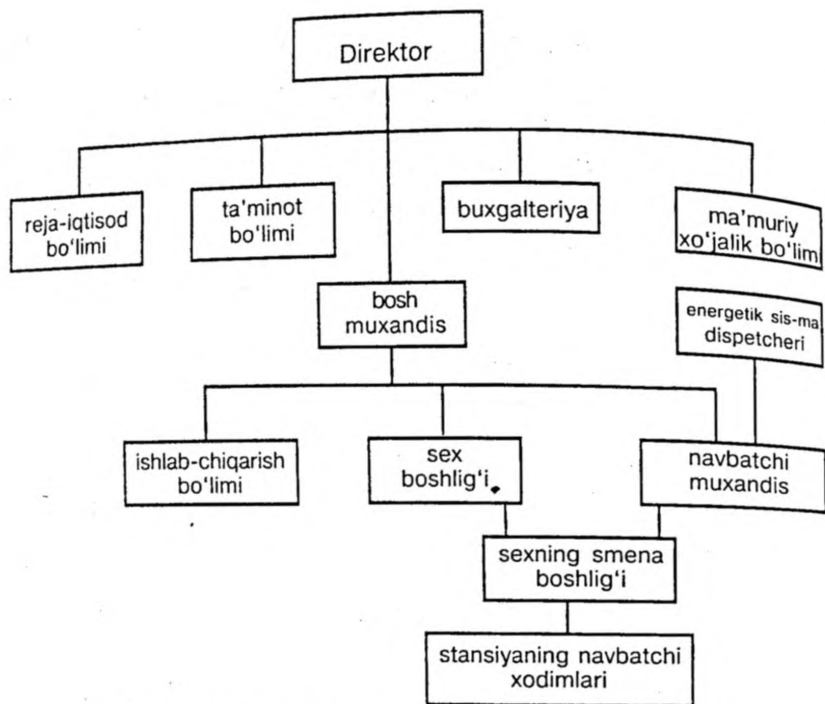 Direktor
reja-iqtisod
bo‘limi
ta’minot
bo‘limi
buxgalteriya
ma’muriy
xo‘jalik bo‘lim
bosh
muxandis
energetik sis-ma
dispetcheri
ishlab-chiqarish
bo‘limi
sex
boshlig‘i
navbatchi
muxandis
sexning smena
boshlig‘i
stansiyaning navbatchi
xodimlari